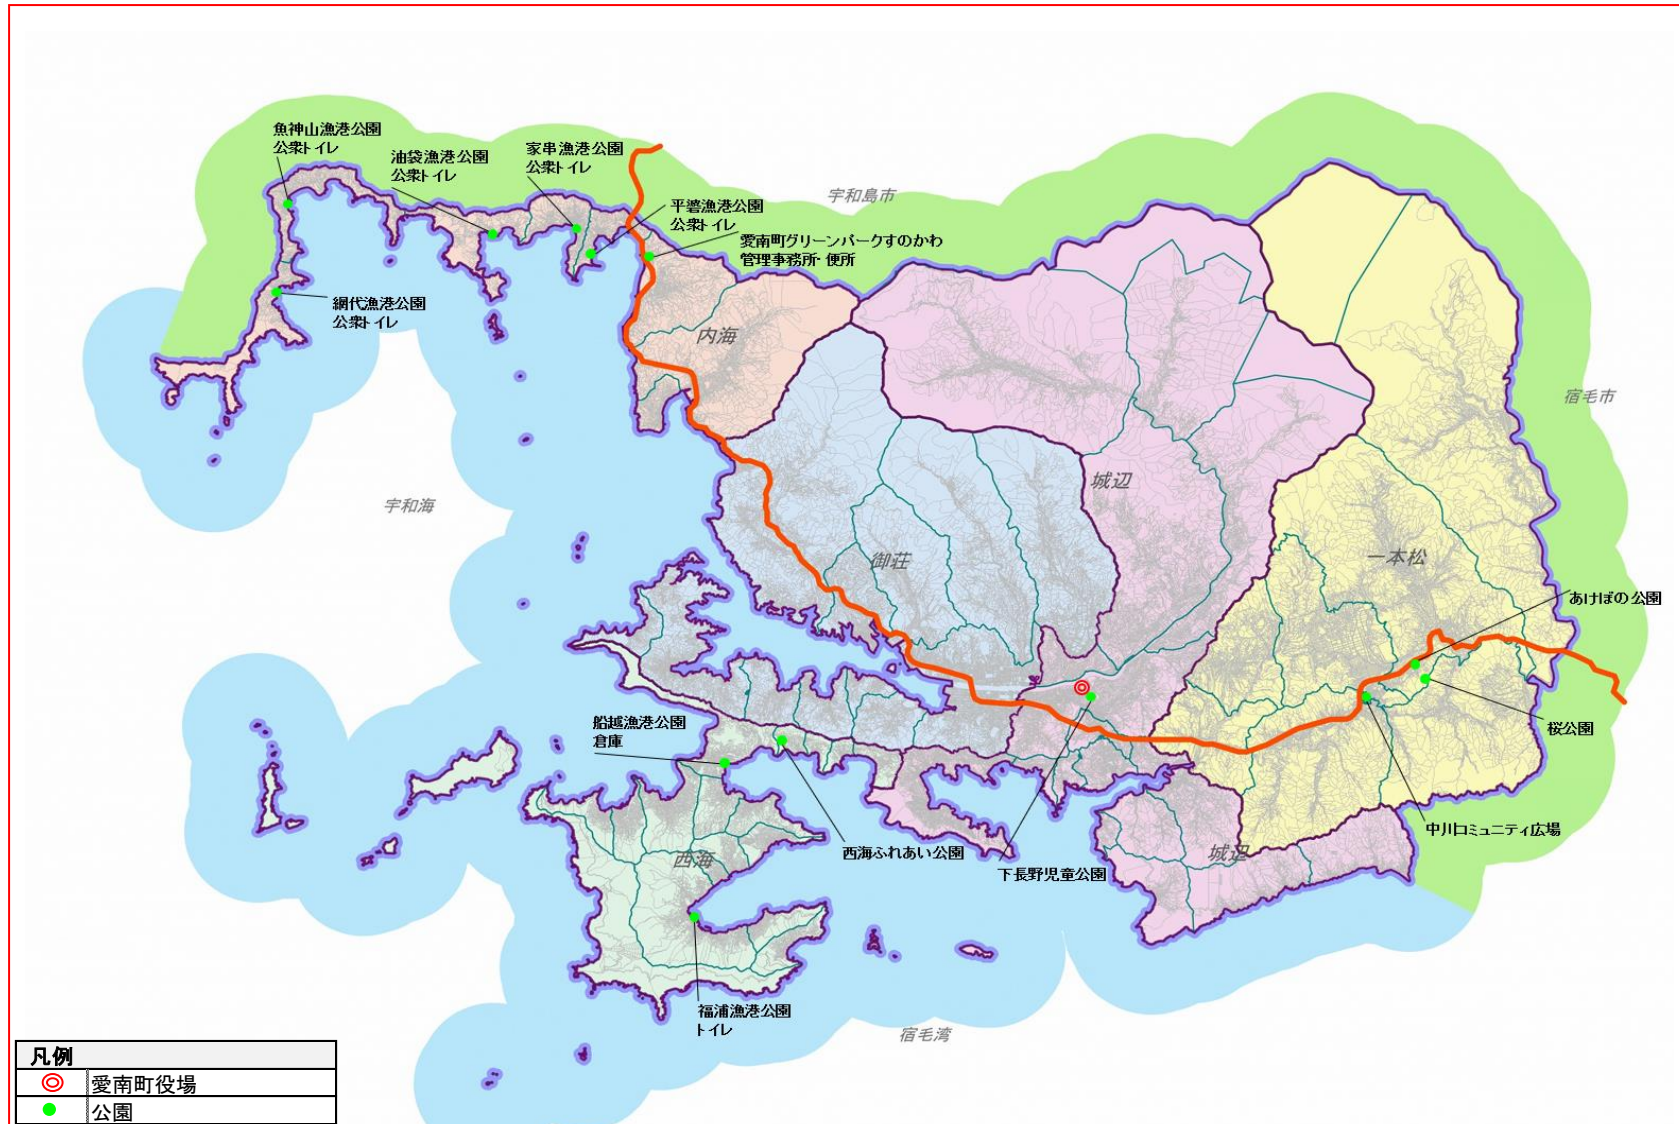 魚神山漁港公園
公衆トイレ
油袋漁港公園
公衆トイレ
家串漁港公園
公衆トイレ
平碆漁港公園
公衆トイレ
宇和島市
愛南町グリーンパークすのかわ
管理事務所・便所
網代漁港公園
公衆トイレ
内海
宿毛市
城辺
宇和海
御荘
一本松
あけぼの公園
船越漁港公園
倉庫
桜公園
中川コミュニティ広場
西海ふれあい公園
城辺
西海
下長野児童公園
福浦漁港公園
トイレ
宿毛湾
凡例
愛南町役場
公園